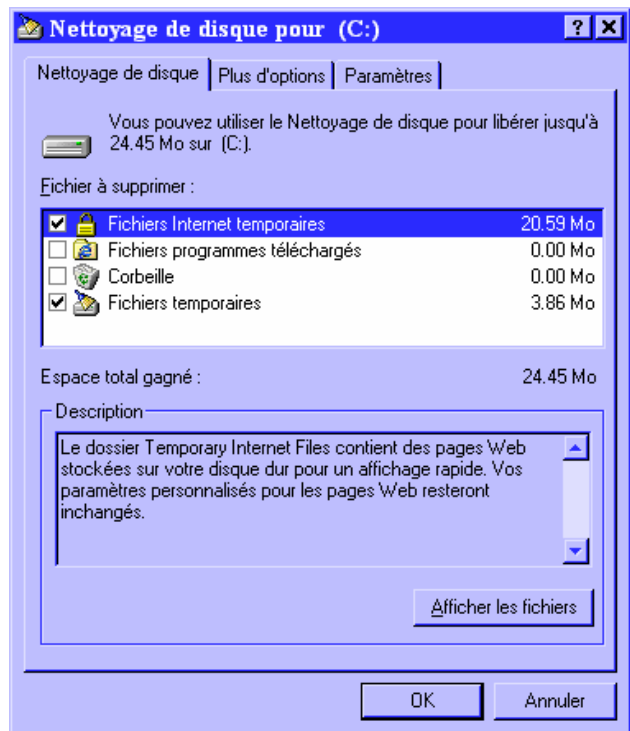 Nettoyage de disque pour (C:)
Nettoyage de disque
Plus d'options
Paramètres
Vous pouvez utiliser le Nettoyage de disque pour libérer jusqu'à
24.45 Mo sur (C:).
Fichier à supprimer :
Fichiers Internet temporaires 20.59 Mo
Fichiers programmes téléchargés 0.00 Mo
Corbeille 0.00 Mo
Fichiers temporaires 3.86 Mo
Espace total gagné : 24.45 Mo
Description
Le dossier Temporary Internet Files contient des pages Web
stockées sur votre disque dur pour un affichage rapide. Vos
paramètres personnalisés pour les pages Web resteront
inchangés.
Afficher les fichiers
OK
Annuler